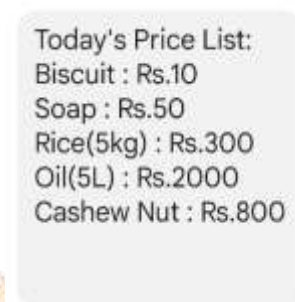 Today's Price List:
Biscuit : Rs.10
Soap : Rs.50
Rice(5kg) : Rs.300
Oil(5L) : Rs.2000
Cashew Nut : Rs.800